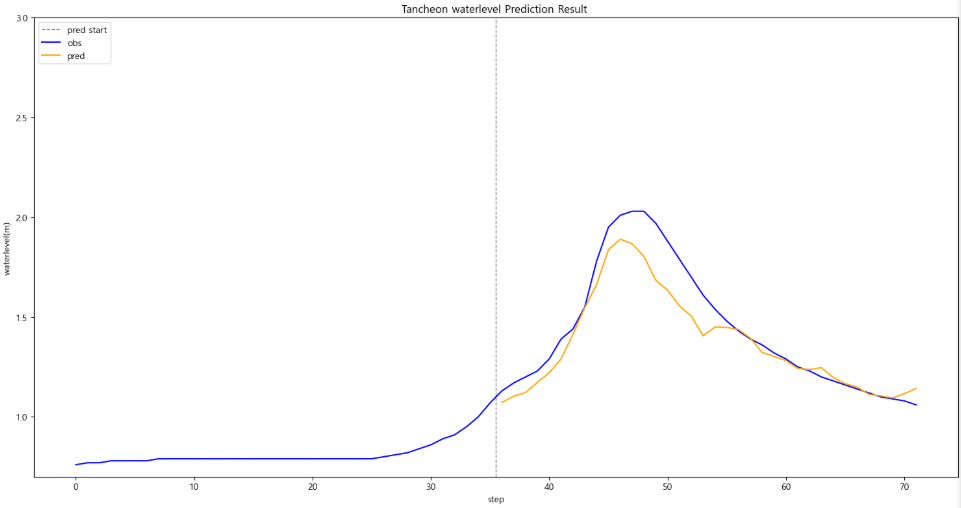 Tancheon waterlevel Prediction Result
pred start
obs
pred
3.0
2.5
2.0
1.5
1.0
waterlevel(m)
0 10 20 30 40 50 60 70
step